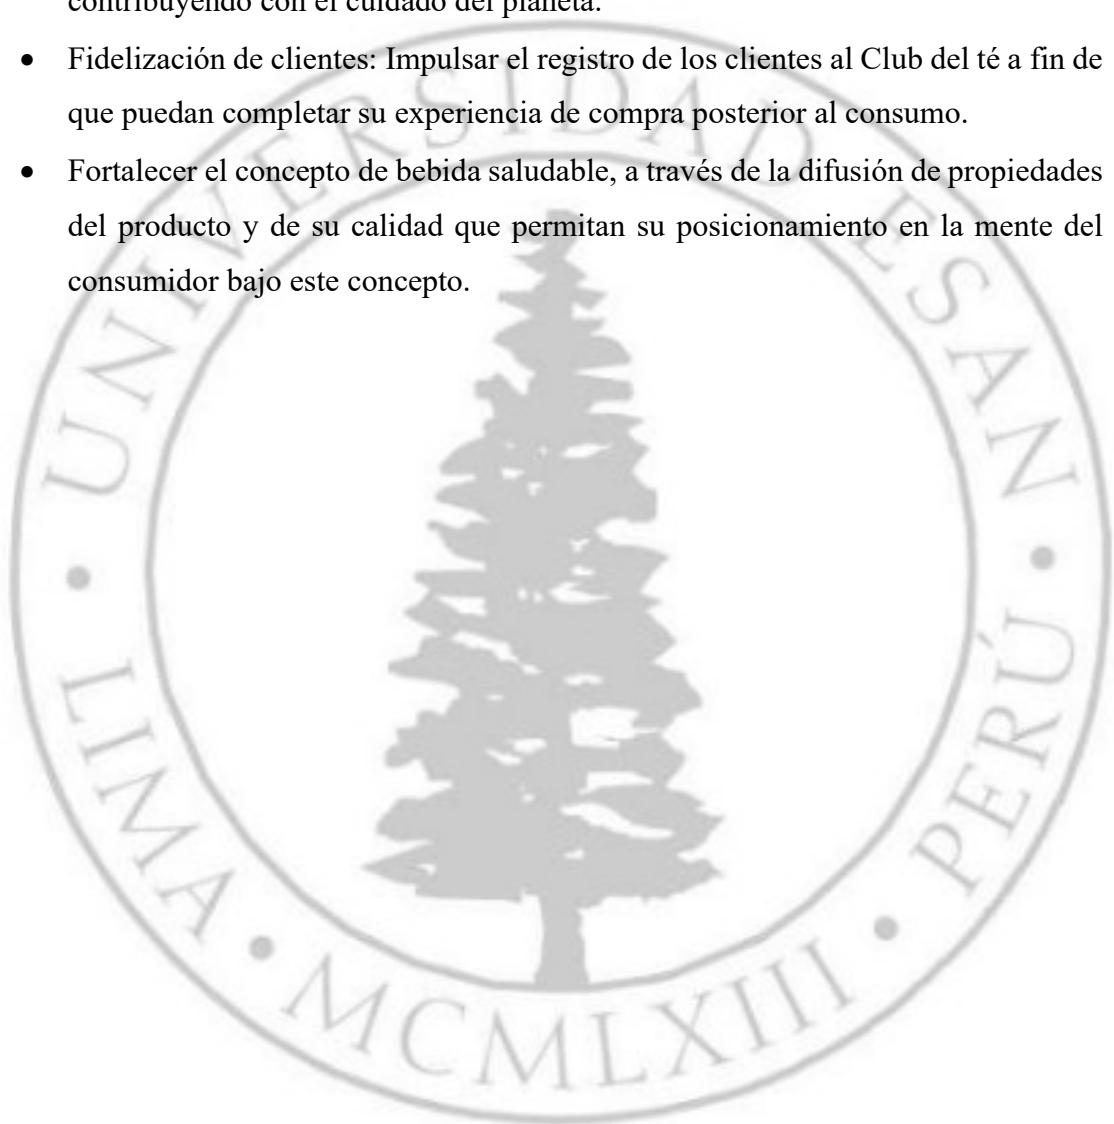 contribuyendo con el cuidado del planeta.
• Fidelización de clientes: Impulsar el registro de los clientes al Club del té a fin de
que puedan completar su experiencia de compra posterior al consumo.
• Fortalecer el concepto de bebida saludable, a través de la difusión de propiedades
del producto y de su calidad que permitan su posicionamiento en la mente del
consumidor bajo este concepto.
UNIVERSIDAD ESAN
LIMA • MCMLXIII • PERÚ